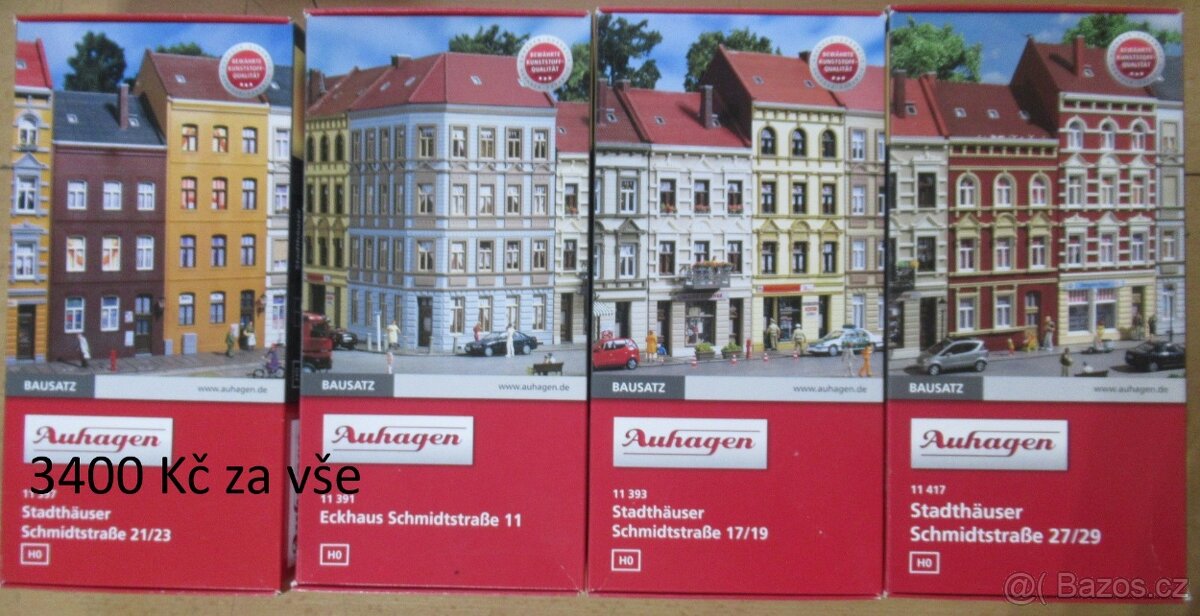 BEWÄHRTE
KUNSTSTOFF-
QUALITÄT
BAUSATZ
www.auhagen.de
Auhagen
3400 Kč za vše
Stadthäuser
Schmidtstraße 21/23
H0
BEWÄHRTE
KUNSTSTOFF-
QUALITÄT
BAUSATZ
www.auhagen.de
Auhagen
11 391
Eckhaus Schmidtstraße 11
H0
BEWÄHRTE
KUNSTSTOFF-
QUALITÄT
BAUSATZ
www.auhagen.de
Auhagen
11 393
Stadthäuser
Schmidtstraße 17/19
H0
BEWÄHRTE
KUNSTSTOFF-
QUALITÄT
BAUSATZ
www.auhagen.de
Auhagen
11 417
Stadthäuser
Schmidtstraße 27/29
H0
Bazos.cz